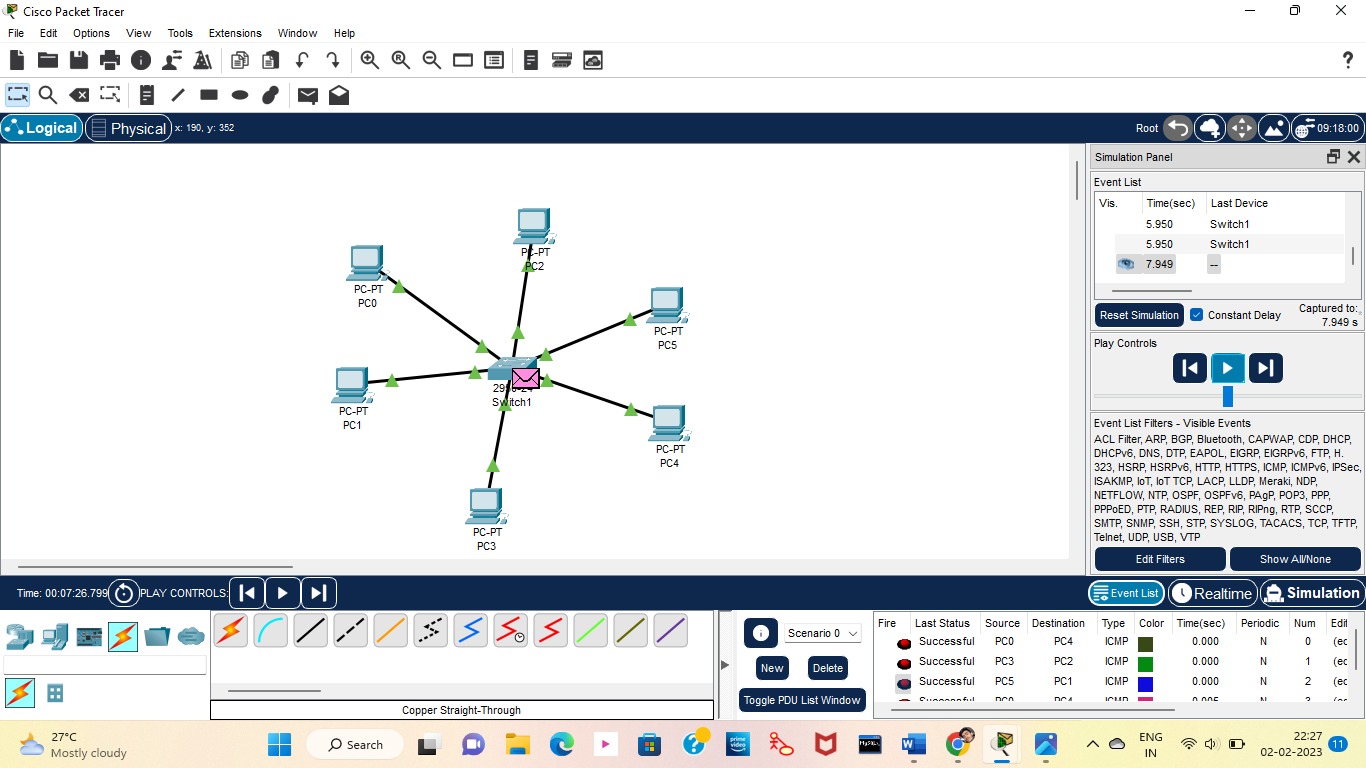 Cisco Packet Tracer
File Edit Options View Tools Extensions Window Help
Logical Physical x: 190, y: 352 Root 09:18:00
Simulation Panel
Event List
Vis. Time(sec) Last Device
5.950 Switch1
5.950 Switch1
7.949 --
Reset Simulation Constant Delay Captured to:
7.949 s
Play Controls
Event List Filters - Visible Events
ACL Filter, ARP, BGP, Bluetooth, CAPWAP, CDP, DHCP,
DHCPv6, DNS, DTP, EAPOL, EIGRP, EIGRPv6, FTP, H.
323, HSRP, HSRPv6, HTTP, HTTPS, ICMP, ICMPv6, IPSec,
ISAKMP, IoT, IoT TCP, LACP, LLDP, Meraki, NDP,
NETFLOW, NTP, OSPF, OSPFv6, PAgP, POP3, PPP,
PPPoED, PTP, RADIUS, REP, RIP, RIPng, RTP, SCCP,
SMTP, SNMP, SSH, STP, SYSLOG, TACACS, TCP, TFTP,
Telnet, UDP, USB, VTP
Edit Filters Show All/None
PC-PT
PC2
PC-PT
PC0
PC-PT
PC5
PC-PT
PC1
Switch1
PC-PT
PC4
PC-PT
PC3
Time: 00:07:26.799 PLAY CONTROLS: Event List Realtime Simulation
Scenario 0
New Delete
Toggle PDU List Window
Fire Last Status Source Destination Type Color Time(sec) Periodic Num Edit
Successful PC0 PC4 ICMP 0.000 N 0 (ec
Successful PC3 PC2 ICMP 0.000 N 1 (ec
Successful PC5 PC1 ICMP 0.000 N 2 (ec
Copper Straight-Through
27°C
Mostly cloudy
Search
prime
video
MySQL
ENG
IN
22:27
02-02-2023
11